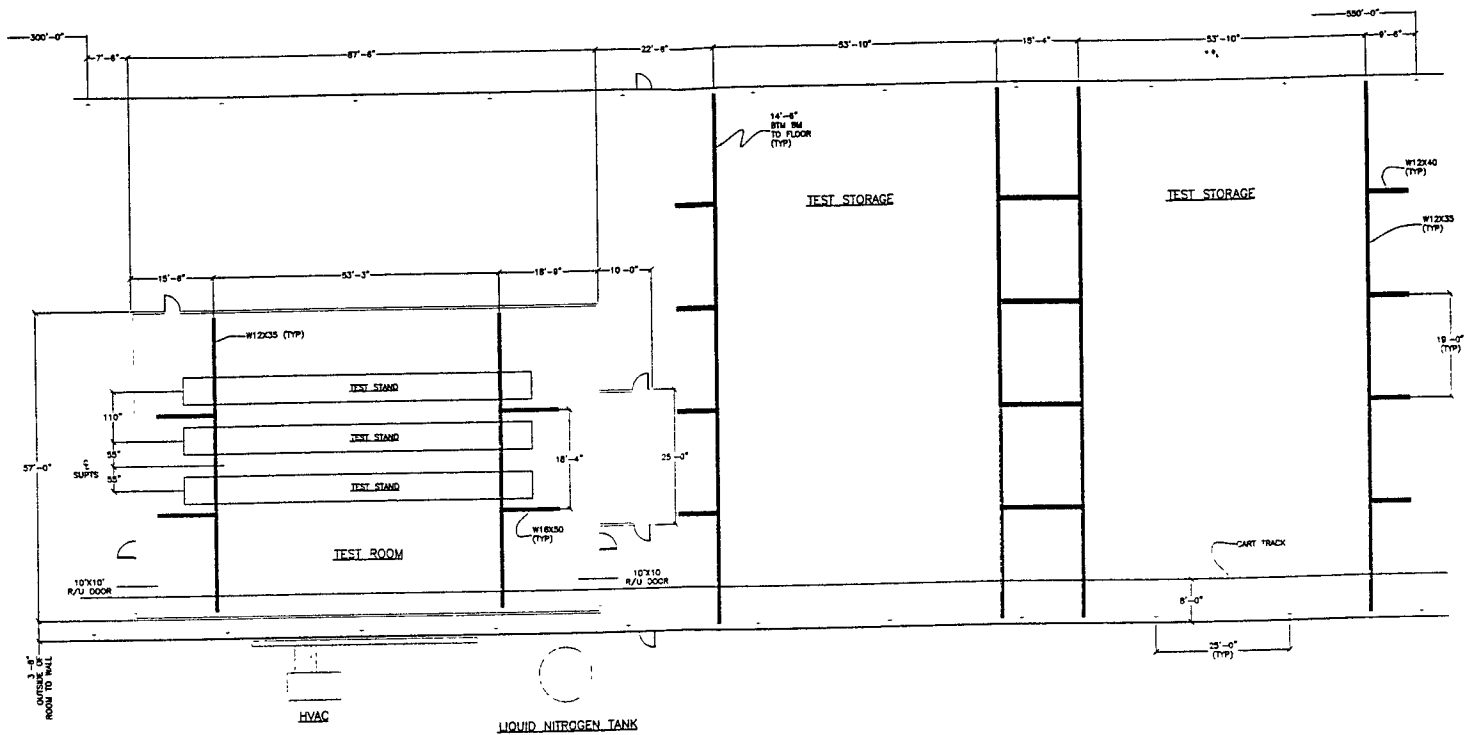 300'-0"
550'-0"
7'-6"
67'-6"
22'-6"
53'-10"
15'-4"
53'-10"
9'-6"
14'-6"
BTM BM
TO FLOOR
(TYP)
W12X40
(TYP)
TEST STORAGE
TEST STORAGE
W12X35
(TYP)
15'-6"
53'-3"
18'-9"
10'-0"
W12X35 (TYP)
19'-0"
(TYP)
TEST STAND
110"
TEST STAND
55"
57'-0"
℄
SUPTS
18'-4"
25'-0"
55"
TEST STAND
W16X50
(TYP)
TEST ROOM
CART TRACK
10'X10'
R/U DOOR
10'X10
R/U DOOR
8'-0"
25'-0"
(TYP)
3'-6"
OUTSIDE OF
ROOM TO WALL
HVAC
LIQUID NITROGEN TANK